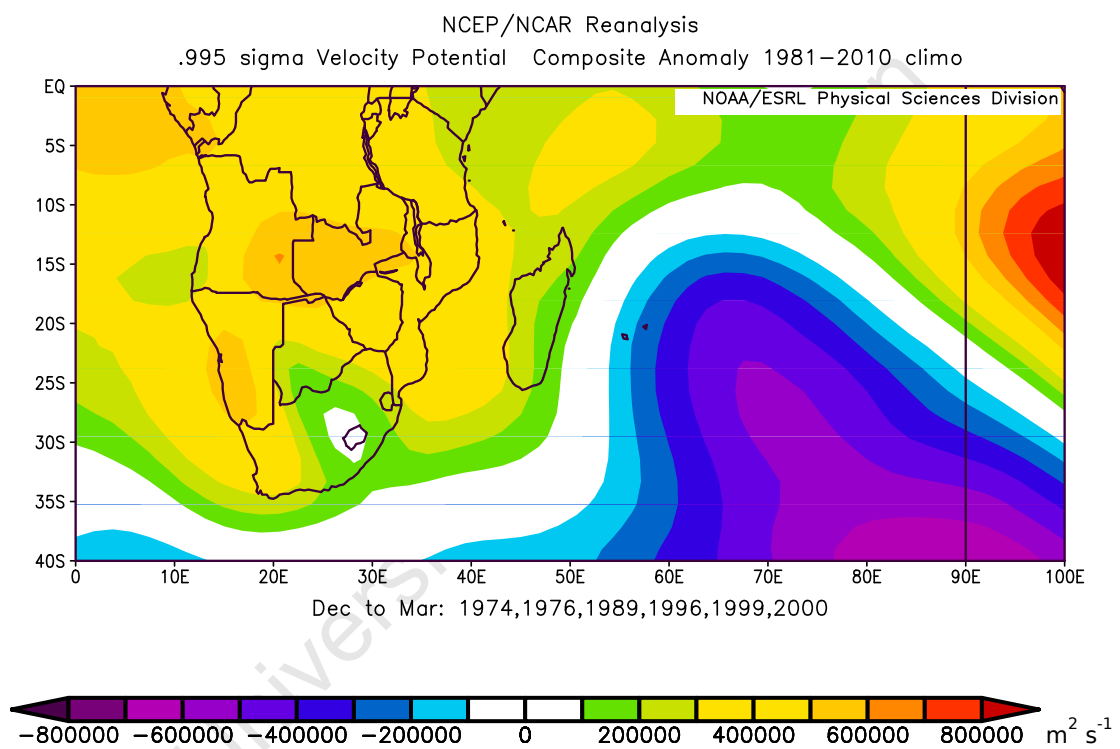 NCEP/NCAR Reanalysis
.995 sigma Velocity Potential Composite Anomaly 1981–2010 climo
NOAA/ESRL Physical Sciences Division
EQ
5S
10S
15S
20S
25S
30S
35S
40S
0 10E 20E 30E 40E 50E 60E 70E 80E 90E 100E
Dec to Mar: 1974,1976,1989,1996,1999,2000
−800000 −600000 −400000 −200000 0 200000 400000 600000 800000 m² s⁻¹